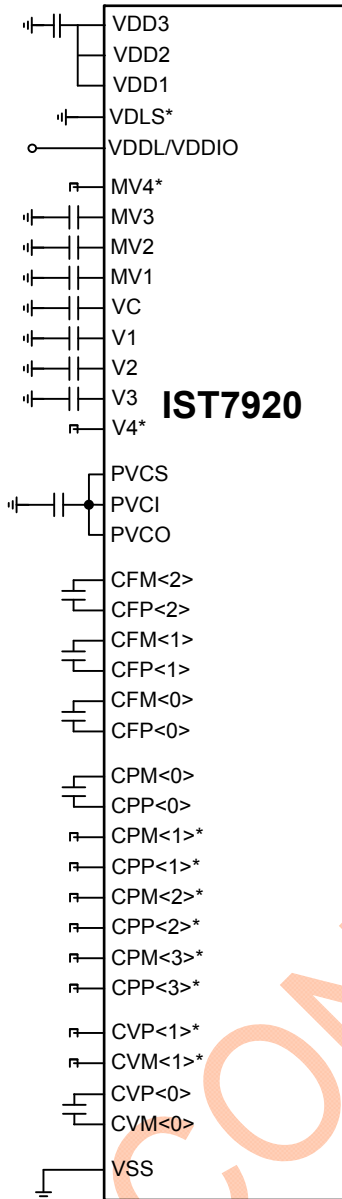 VDD3
VDD2
VDD1
VDLS*
VDDL/VDDIO
MV4*
MV3
MV2
MV1
VC
V1
V2
V3
IST7920
V4*
PVCS
PVCI
PVCO
CFM<2>
CFP<2>
CFM<1>
CFP<1>
CFM<0>
CFP<0>
CPM<0>
CPP<0>
CPM<1>*
CPP<1>*
CPM<2>*
CPP<2>*
CPM<3>*
CPP<3>*
CVP<1>*
CVM<1>*
CVP<0>
CVM<0>
VSS